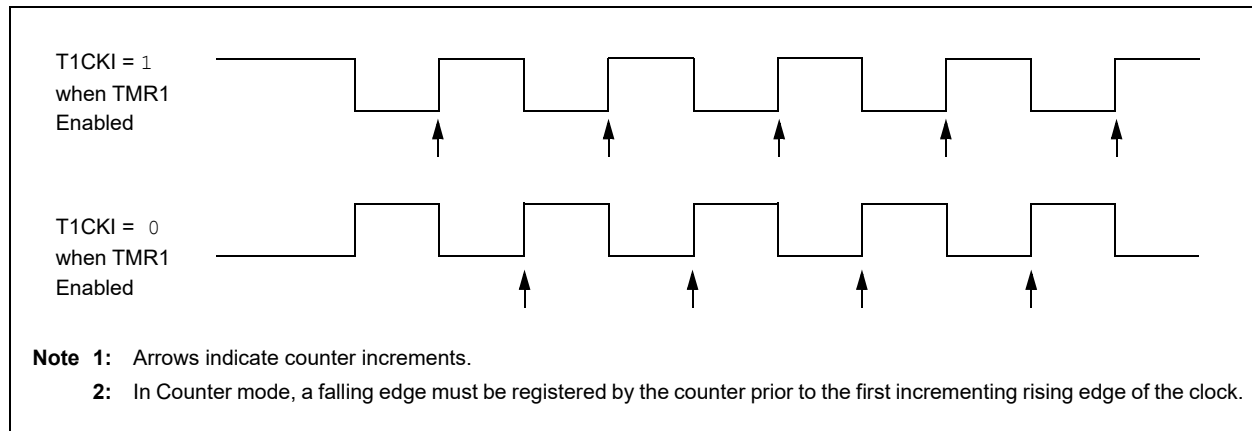 T1CKI = 1
when TMR1
Enabled
T1CKI = 0
when TMR1
Enabled
Note 1: Arrows indicate counter increments.
2: In Counter mode, a falling edge must be registered by the counter prior to the first incrementing rising edge of the clock.